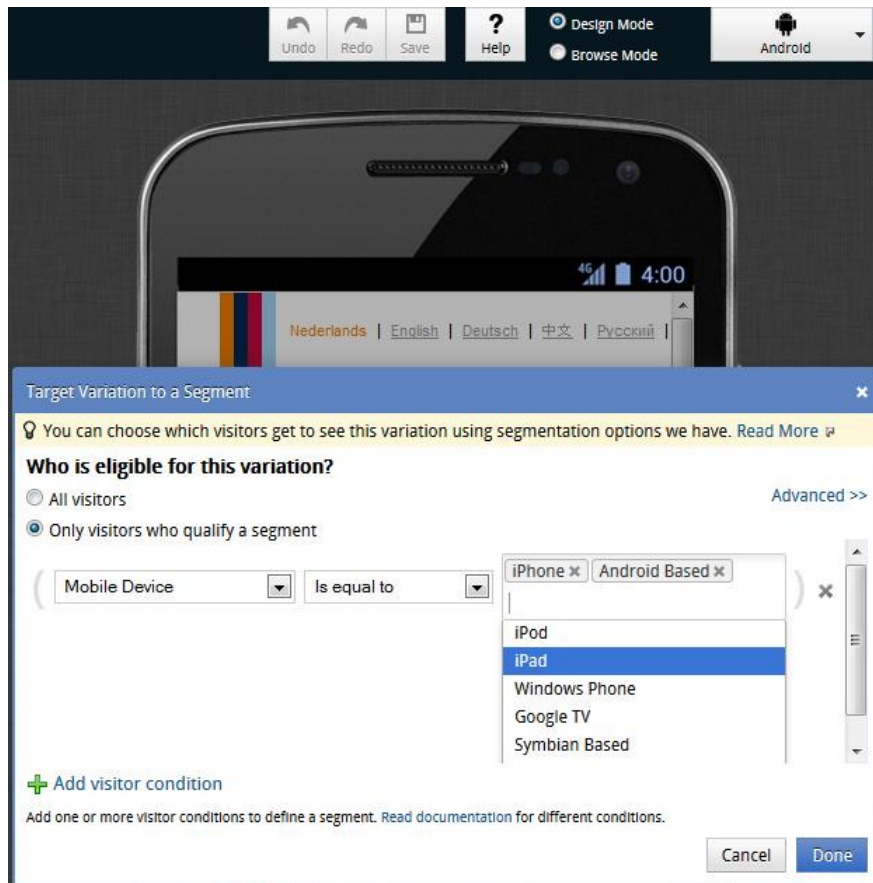 Undo Redo Save Help
Design Mode
Browse Mode
Android
4G 4:00
Nederlands | English | Deutsch | 中文 | Русский |
Target Variation to a Segment
You can choose which visitors get to see this variation using segmentation options we have. Read More
Who is eligible for this variation?
All visitors
Advanced >>
Only visitors who qualify a segment
( Mobile Device Is equal to iPhone × Android Based × ) ×
iPod
iPad
Windows Phone
Google TV
Symbian Based
Add visitor condition
Add one or more visitor conditions to define a segment. Read documentation for different conditions.
Cancel Done